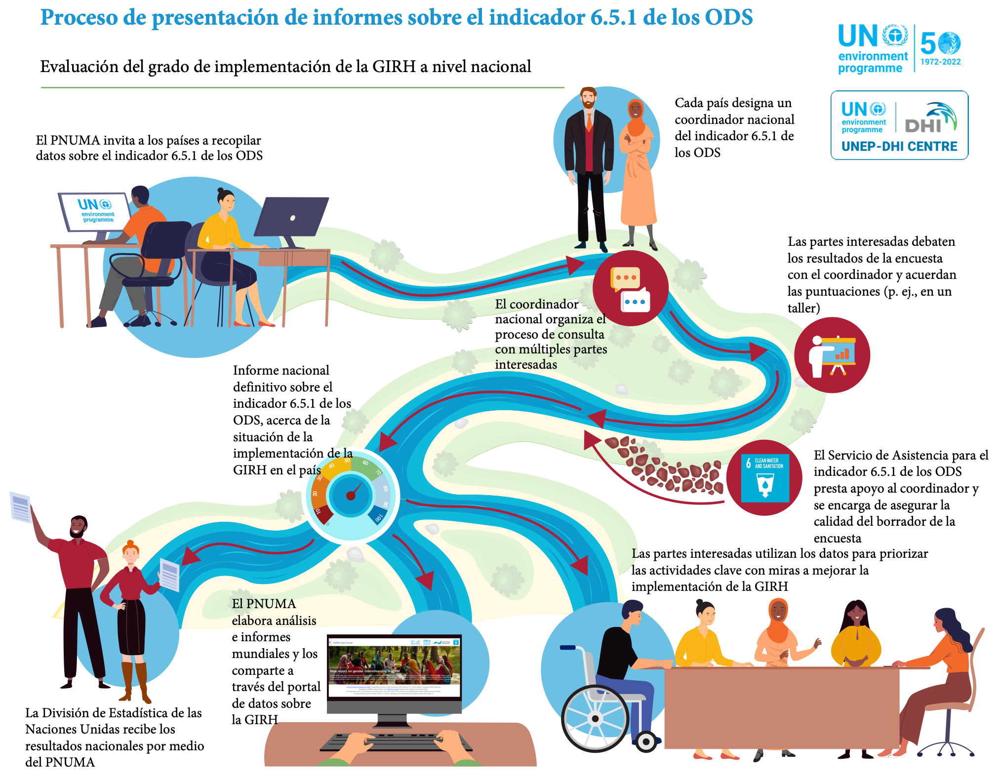 Proceso de presentación de informes sobre el indicador 6.5.1 de los ODS
Evaluación del grado de implementación de la GIRH a nivel nacional
UN
environment
programme
50
1972-2022
UN
environment
programme
DHI
UNEP-DHI CENTRE
Cada país designa un
coordinador nacional
del indicador 6.5.1 de
los ODS
El PNUMA invita a los países a recopilar
datos sobre el indicador 6.5.1 de los ODS
UN
environment
programme
Las partes interesadas debaten
los resultados de la encuesta
con el coordinador y acuerdan
las puntuaciones (p. ej., en un
taller)
El coordinador
nacional organiza el
proceso de consulta
con múltiples partes
interesadas
Informe nacional
definitivo sobre el
indicador 6.5.1 de los
ODS, acerca de la
situación de la
implementación de la
GIRH en el país
0
10
20
30
40
50
60
70
80
90
100
6 CLEAN WATER
AND SANITATION
El Servicio de Asistencia para el
indicador 6.5.1 de los ODS
presta apoyo al coordinador y
se encarga de asegurar la
calidad del borrador de la
encuesta
Las partes interesadas utilizan los datos para priorizar
las actividades clave con miras a mejorar la
implementación de la GIRH
El PNUMA
elabora análisis
e informes
mundiales y los
comparte a
través del portal
de datos sobre
la GIRH
IWRM Data Portal
New report on gender mainstreaming in WRM
La División de Estadística de las
Naciones Unidas recibe los
resultados nacionales por medio
del PNUMA